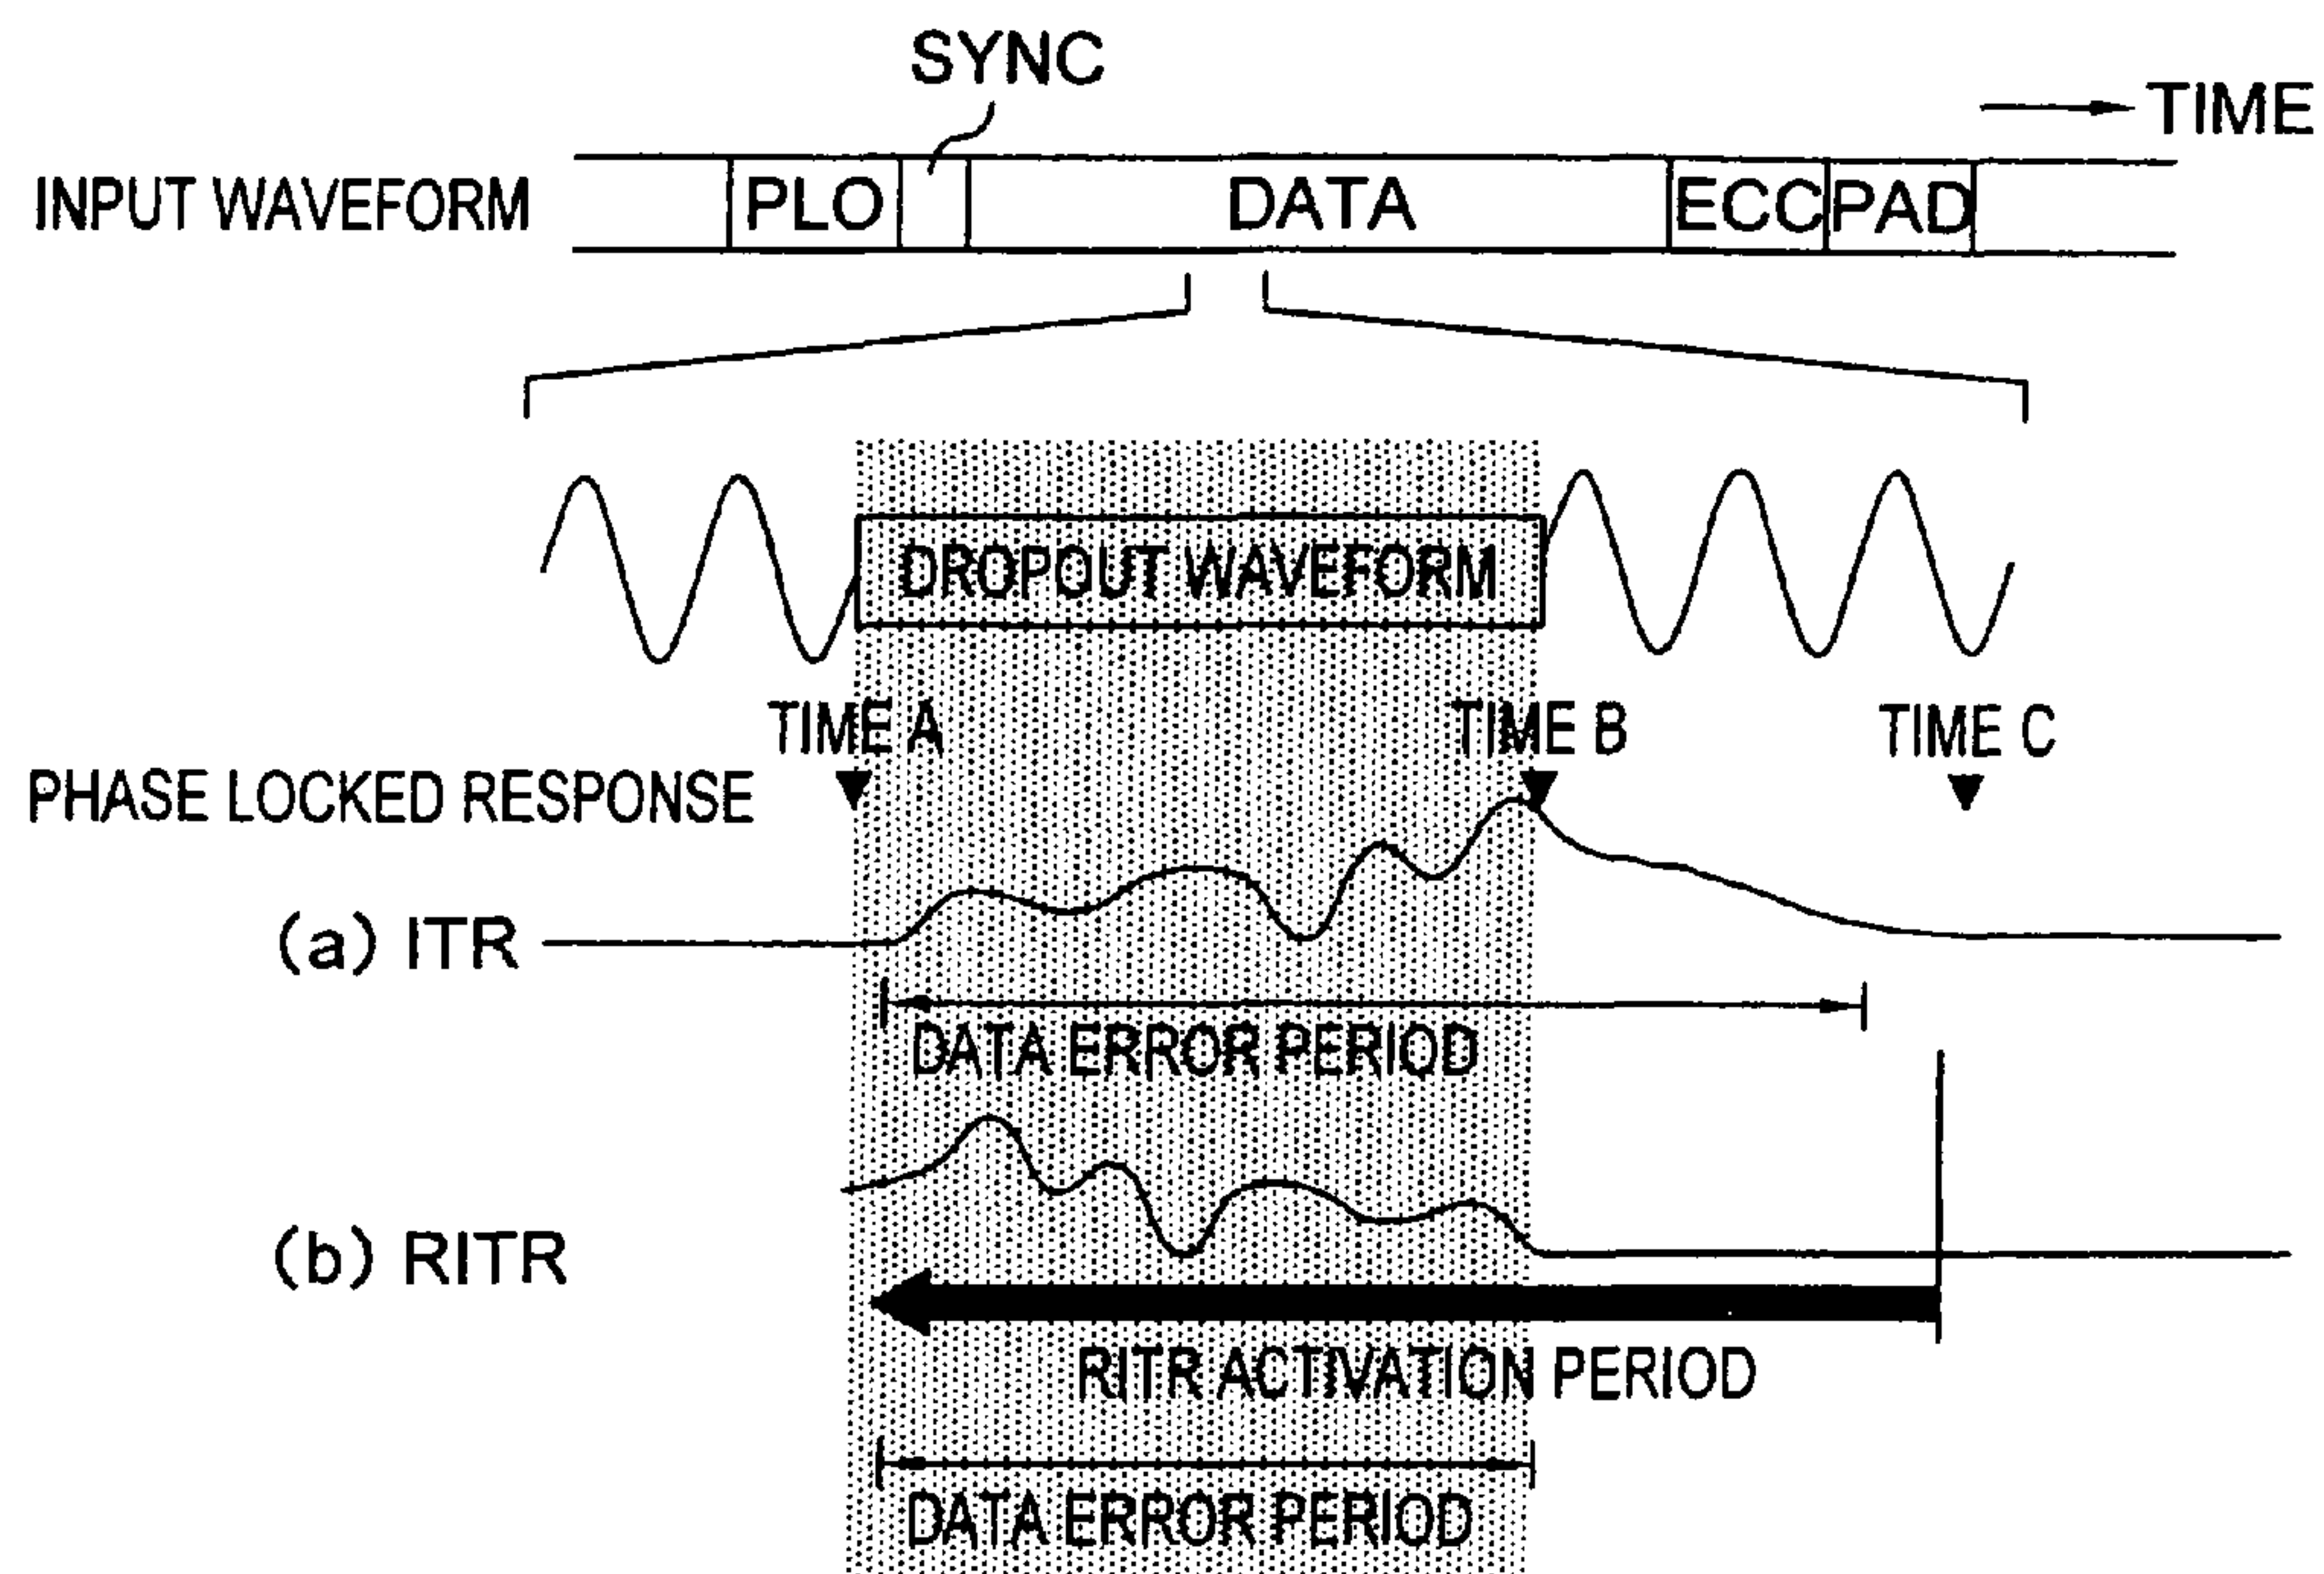 SYNC
TIME
INPUT WAVEFORM
PLO
DATA
ECC
PAD
DROPOUT WAVEFORM
TIME A
TIME B
TIME C
PHASE LOCKED RESPONSE
(a) ITR
DATA ERROR PERIOD
(b) RITR
RITR ACTIVATION PERIOD
DATA ERROR PERIOD